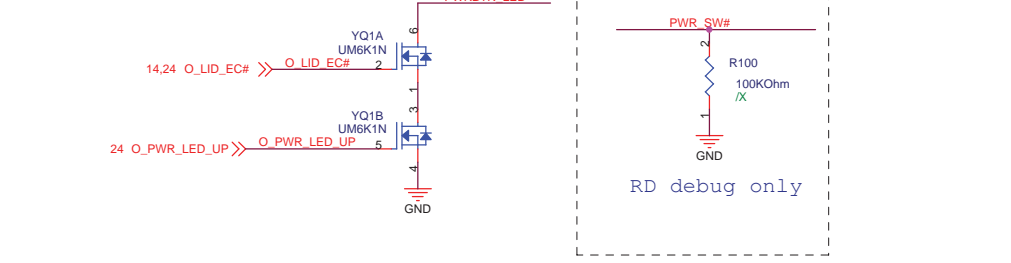 PWR_SW#
6
YQ1A
UM6K1N
14,24 O_LID_EC#
O_LID_EC#
2
1
2
R100
100KOhm
/X
1
GND
3
YQ1B
UM6K1N
24 O_PWR_LED_UP
O_PWR_LED_UP
5
4
GND
RD debug only